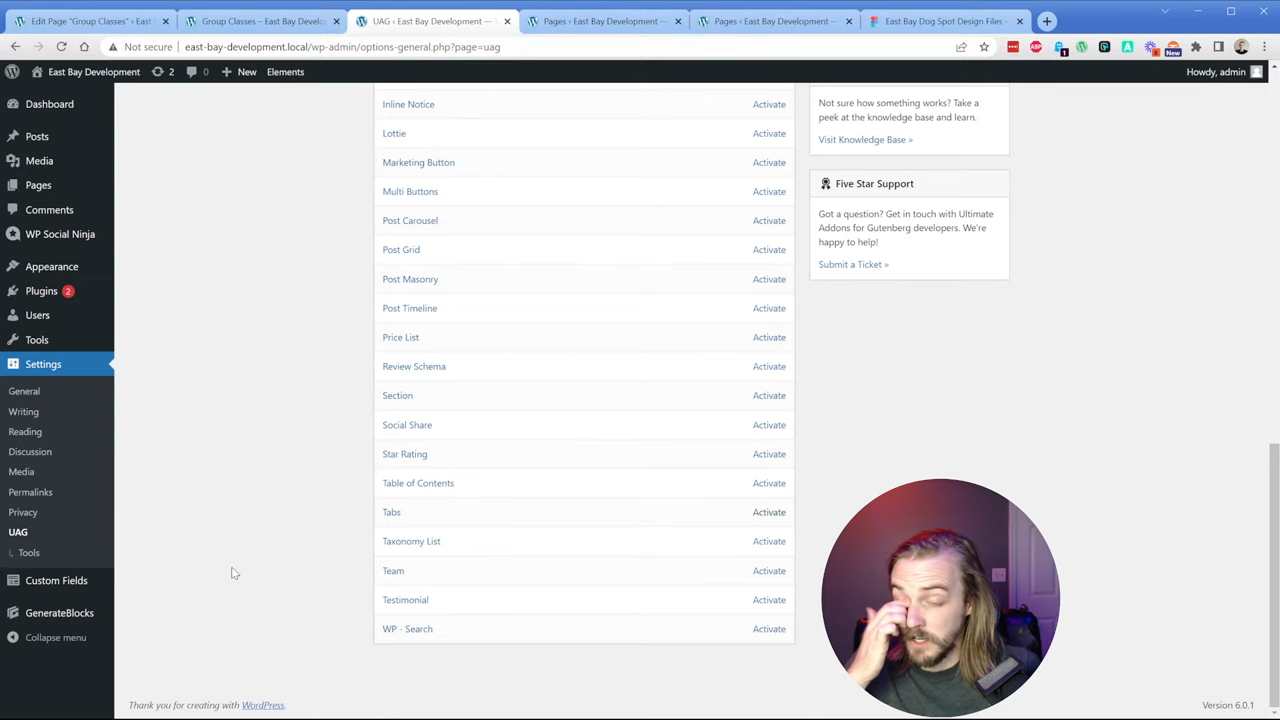 Edit Page "Group Classes" ‹ East
Group Classes – East Bay Develo
UAG ‹ East Bay Development —
Pages ‹ East Bay Development —
Pages ‹ East Bay Development —
East Bay Dog Spot Design Files –
Not secure
east-bay-development.local/wp-admin/options-general.php?page=uag
ABP
1
8
New
East Bay Development
2
0
New
Elements
Howdy, admin
Dashboard
Posts
Media
Pages
Comments
WP Social Ninja
Appearance
Plugins 2
Users
Tools
Settings
General
Writing
Reading
Discussion
Media
Permalinks
Privacy
UAG
Tools
Custom Fields
GenerateBlocks
Collapse menu
Inline Notice Activate
Lottie Activate
Marketing Button Activate
Multi Buttons Activate
Post Carousel Activate
Post Grid Activate
Post Masonry Activate
Post Timeline Activate
Price List Activate
Review Schema Activate
Section Activate
Social Share Activate
Star Rating Activate
Table of Contents Activate
Tabs Activate
Taxonomy List Activate
Team Activate
Testimonial Activate
WP - Search Activate
Not sure how something works? Take a
peek at the knowledge base and learn.
Visit Knowledge Base »
Five Star Support
Got a question? Get in touch with Ultimate
Addons for Gutenberg developers. We're
happy to help!
Submit a Ticket »
Thank you for creating with WordPress.
Version 6.0.1